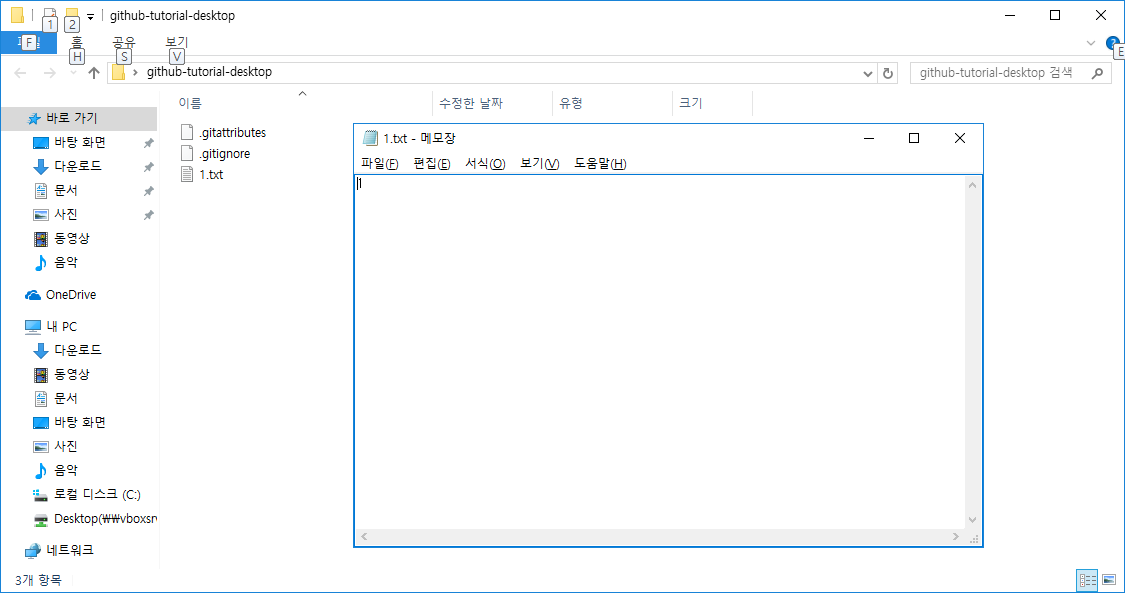 github-tutorial-desktop
1 2
파일 홈 공유 보기
F H S V E
github-tutorial-desktop
github-tutorial-desktop 검색
이름 수정한 날짜 유형 크기
바로 가기
바탕 화면
다운로드
문서
사진
동영상
음악
OneDrive
내 PC
다운로드
동영상
문서
바탕 화면
사진
음악
로컬 디스크 (C:)
Desktop(₩₩vboxsr
네트워크
.gitattributes
.gitignore
1.txt
1.txt - 메모장
파일(F) 편집(E) 서식(O) 보기(V) 도움말(H)
1
3개 항목